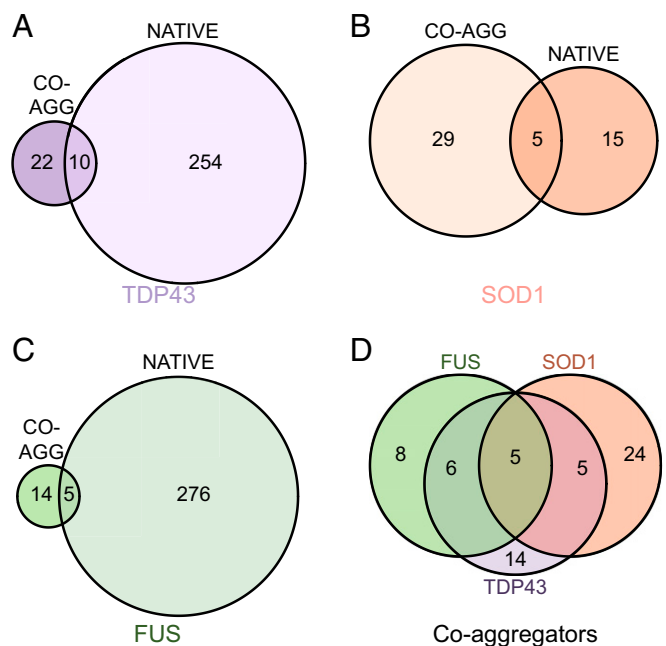 A
NATIVE
CO-
AGG
22
10
254
TDP43
B
CO-AGG
NATIVE
29
5
15
SOD1
C
NATIVE
CO-
AGG
14
5
276
FUS
D
FUS
SOD1
8
6
5
5
24
14
TDP43
Co-aggregators